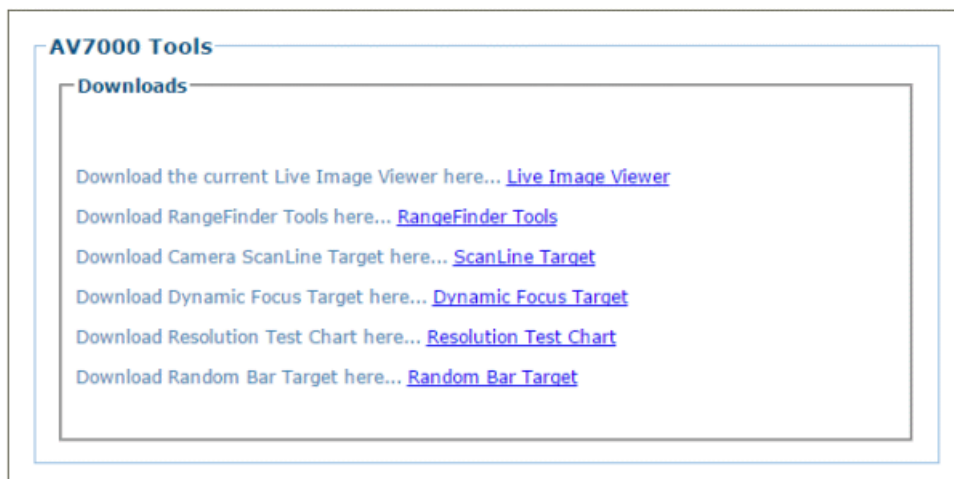 AV7000 Tools
Downloads
Download the current Live Image Viewer here... Live Image Viewer
Download RangeFinder Tools here... RangeFinder Tools
Download Camera ScanLine Target here... ScanLine Target
Download Dynamic Focus Target here... Dynamic Focus Target
Download Resolution Test Chart here... Resolution Test Chart
Download Random Bar Target here... Random Bar Target